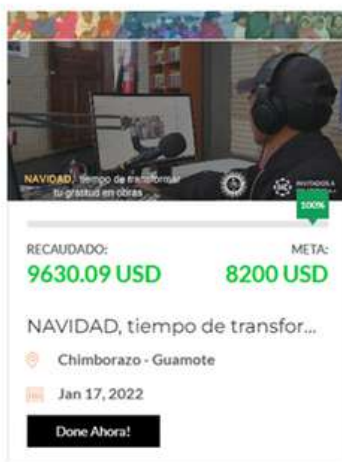 NAVIDAD, tiempo de transformar
tu gratitud en obras
100%
RECAUDADO:
META:
9630.09 USD
8200 USD
NAVIDAD, tiempo de transfor...
Chimborazo - Guamote
Jan 17, 2022
Done Ahora!